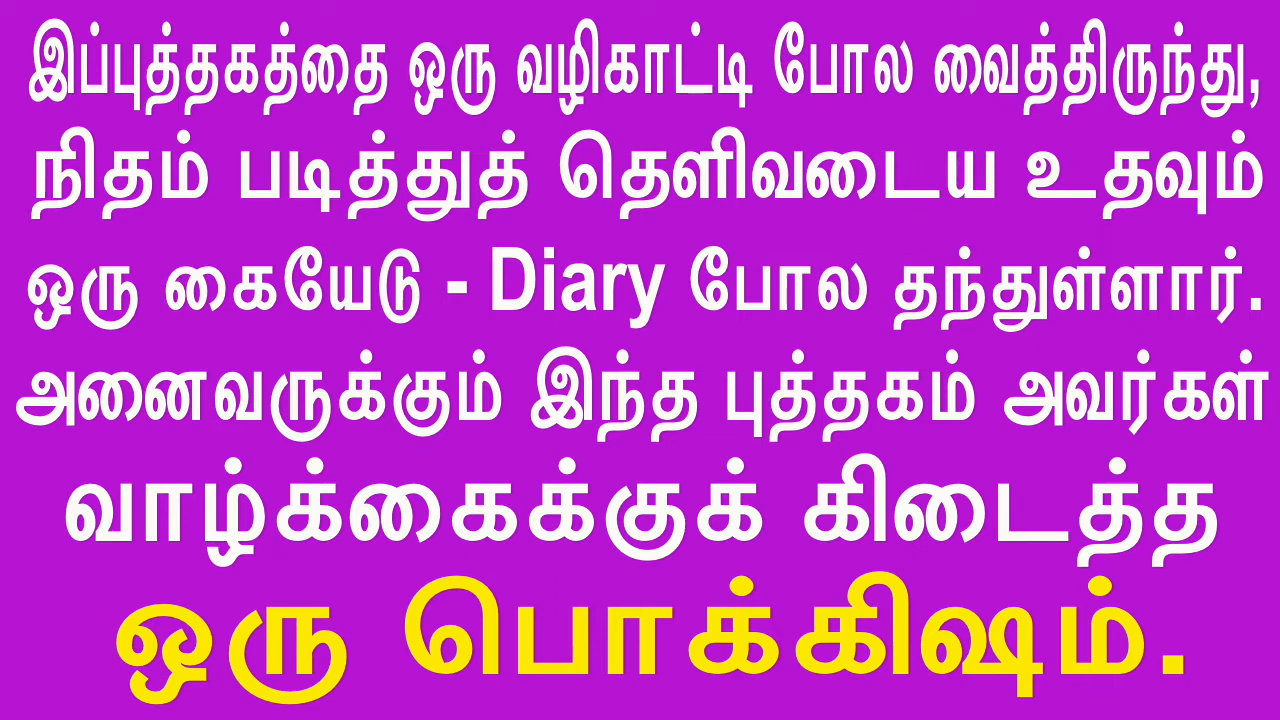 இப்புத்தகத்தை ஒரு வழிகாட்டி போல வைத்திருந்து,
நிதம் படித்துத் தெளிவடைய உதவும்
ஒரு கையேடு - Diary போல தந்துள்ளார்.
அனைவருக்கும் இந்த புத்தகம் அவர்கள்
வாழ்க்கைக்குக் கிடைத்த
ஒரு பொக்கிஷம்.